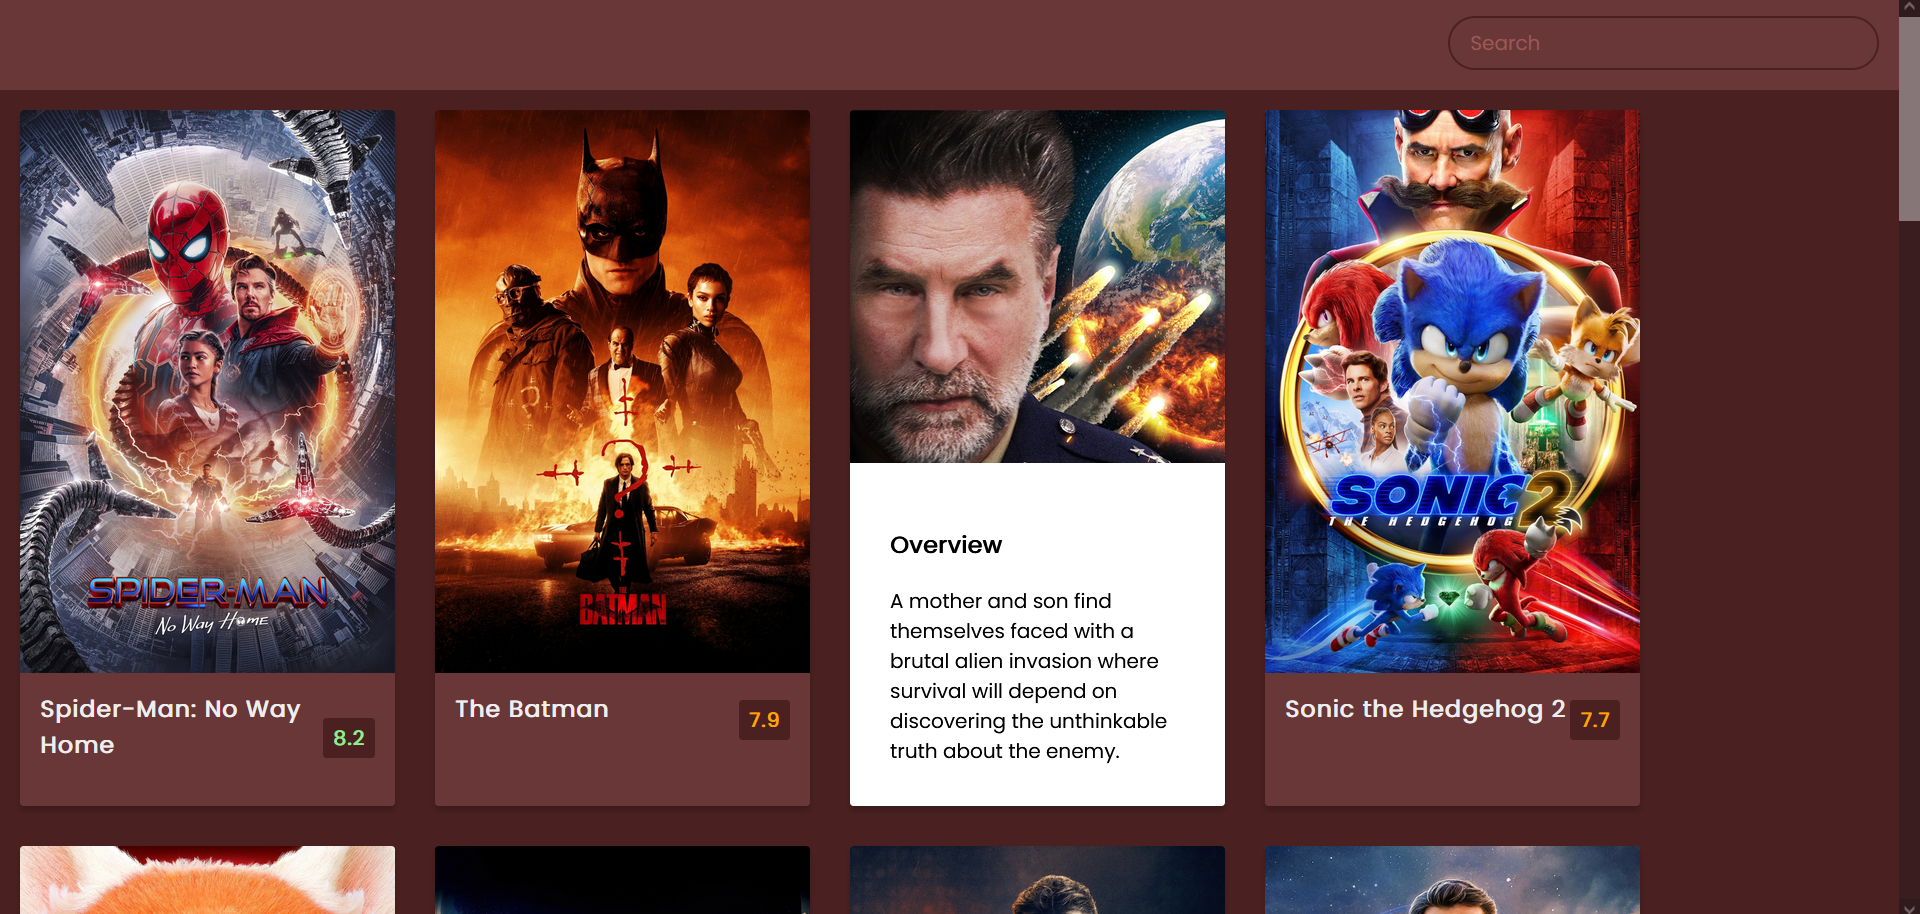 Search
SPIDER-MAN
No Way Home
Spider-Man: No Way
Home
8.2
THE
BATMAN
The Batman
7.9
Overview
A mother and son find
themselves faced with a
brutal alien invasion where
survival will depend on
discovering the unthinkable
truth about the enemy.
SONIC 2
THE HEDGEHOG
Sonic the Hedgehog 2
7.7